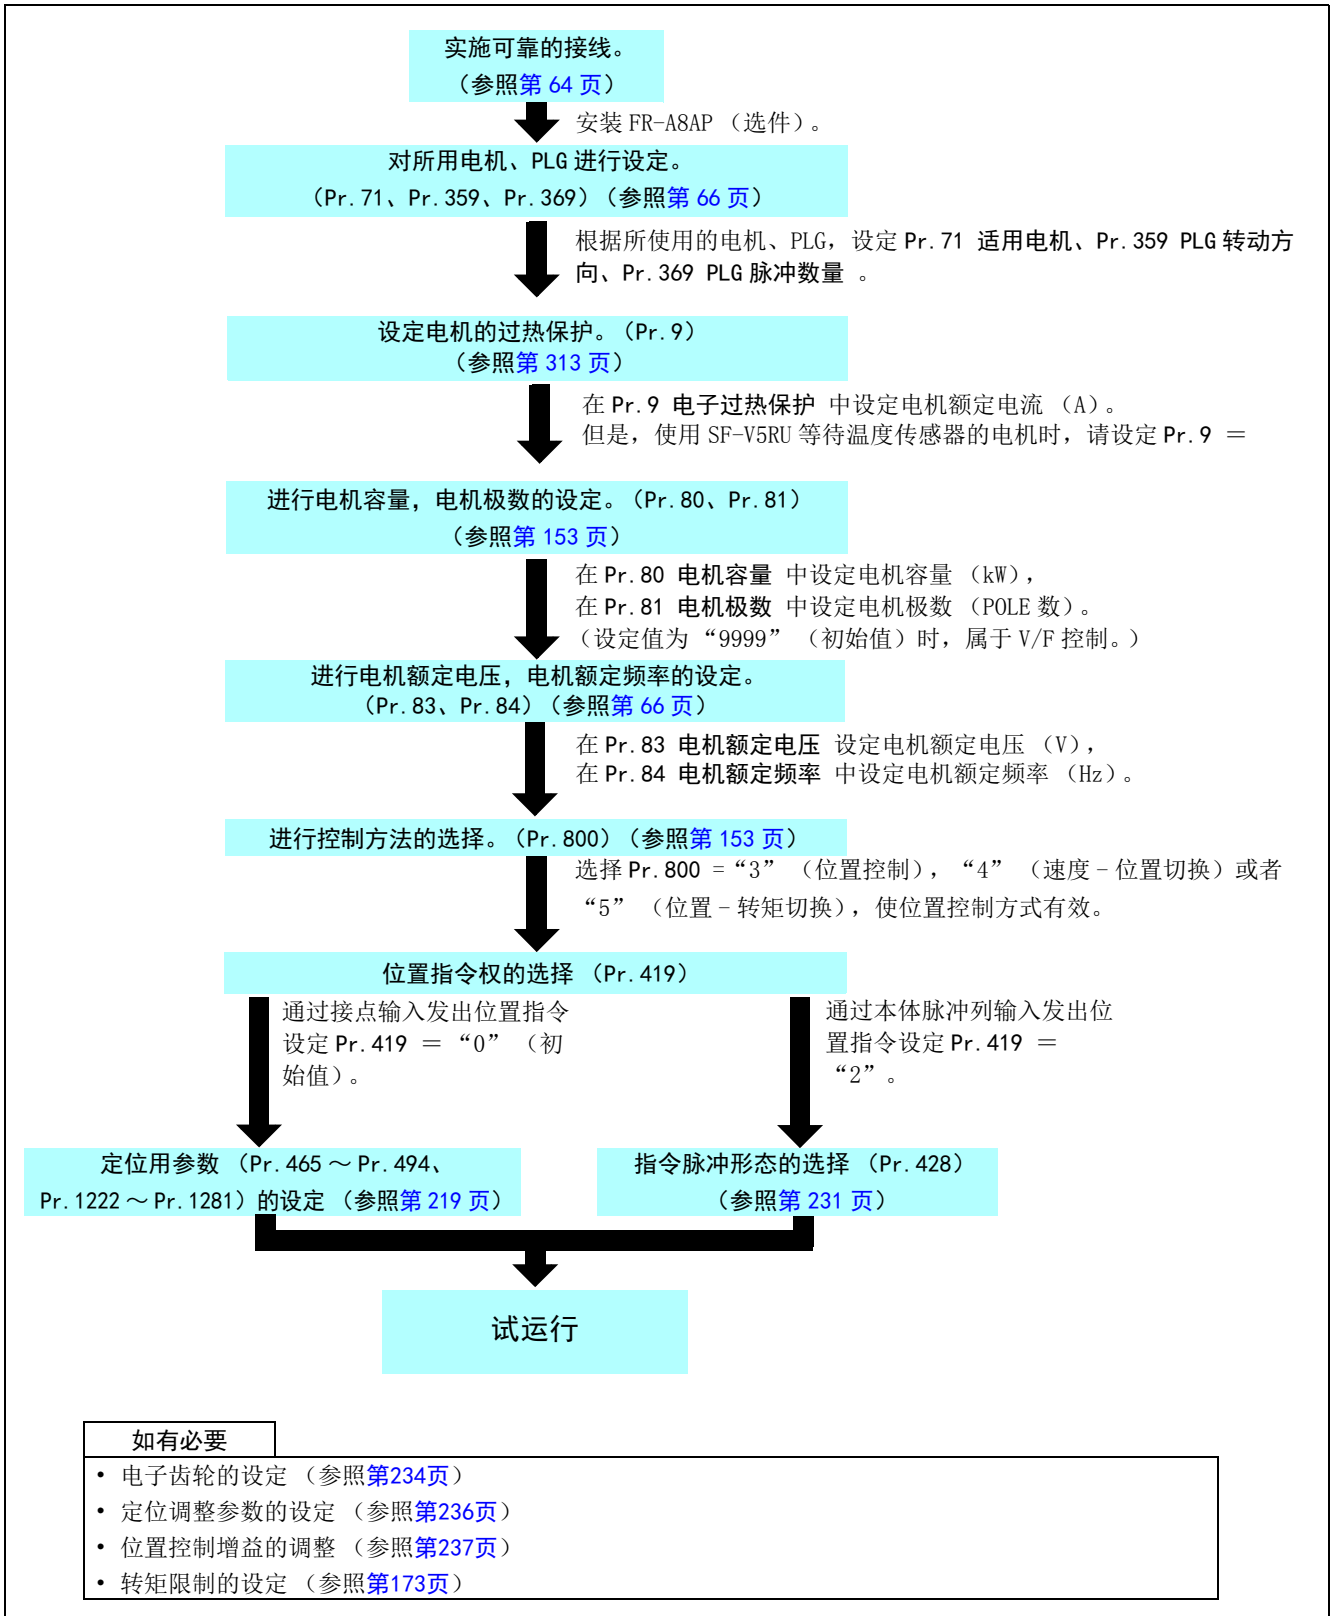 实施可靠的接线。
（参照第 64 页）
安装 FR-A8AP （选件）。
对所用电机、PLG 进行设定。
（Pr.71、Pr.359、Pr.369）（参照第 66 页）
根据所使用的电机、PLG，设定 Pr.71 适用电机、Pr.359 PLG 转动方
向、Pr.369 PLG 脉冲数量 。
设定电机的过热保护。（Pr.9）
（参照第 313 页）
在 Pr.9 电子过热保护 中设定电机额定电流 （A）。
但是，使用 SF-V5RU 等待温度传感器的电机时，请设定 Pr.9 ＝
进行电机容量，电机极数的设定。（Pr.80、Pr.81）
（参照第 153 页）
在 Pr.80 电机容量 中设定电机容量 （kW），
在 Pr.81 电机极数 中设定电机极数 （POLE 数）。
（设定值为 “9999” （初始值）时，属于 V/F 控制。）
进行电机额定电压，电机额定频率的设定。
（Pr.83、Pr.84）（参照第 66 页）
在 Pr.83 电机额定电压 设定电机额定电压 （V），
在 Pr.84 电机额定频率 中设定电机额定频率 （Hz）。
进行控制方法的选择。（Pr.800）（参照第 153 页）
选择 Pr.800 =“3” （位置控制），“4” （速度－位置切换）或者
“5” （位置－转矩切换），使位置控制方式有效。
位置指令权的选择 （Pr.419）
通过接点输入发出位置指令
设定 Pr.419 ＝ “0” （初
始值）。
通过本体脉冲列输入发出位
置指令设定 Pr.419 ＝
“2”。
定位用参数 （Pr.465 ～ Pr.494、
Pr.1222 ～ Pr.1281）的设定 （参照第 219 页）
指令脉冲形态的选择 （Pr.428）
（参照第 231 页）
试运行
如有必要
• 电子齿轮的设定 （参照第234页）
• 定位调整参数的设定 （参照第236页）
• 位置控制增益的调整 （参照第237页）
• 转矩限制的设定 （参照第173页）